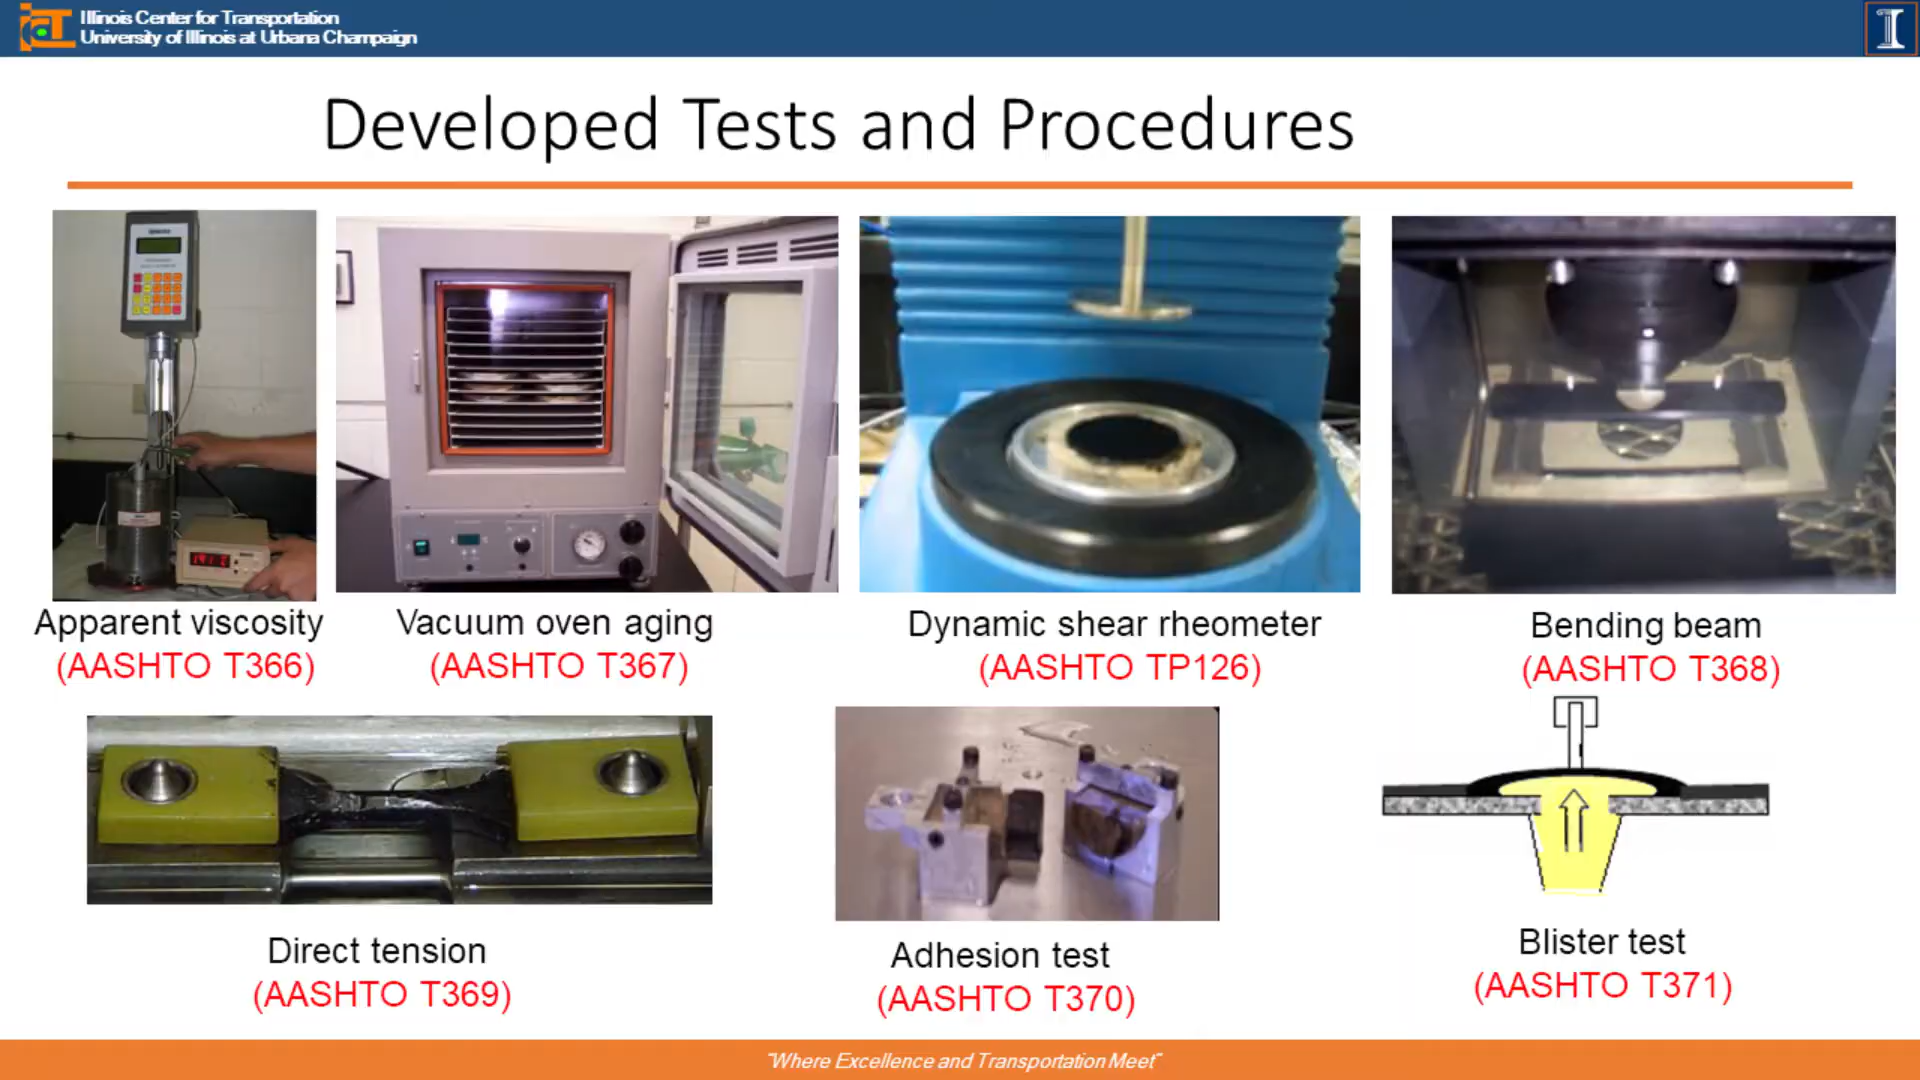 Illinois Center for Transportation
University of Illinois at Urbana Champaign
Developed Tests and Procedures
Apparent viscosity
(AASHTO T366)
Vacuum oven aging
(AASHTO T367)
Dynamic shear rheometer
(AASHTO TP126)
Bending beam
(AASHTO T368)
Direct tension
(AASHTO T369)
Adhesion test
(AASHTO T370)
Blister test
(AASHTO T371)
"Where Excellence and Transportation Meet"